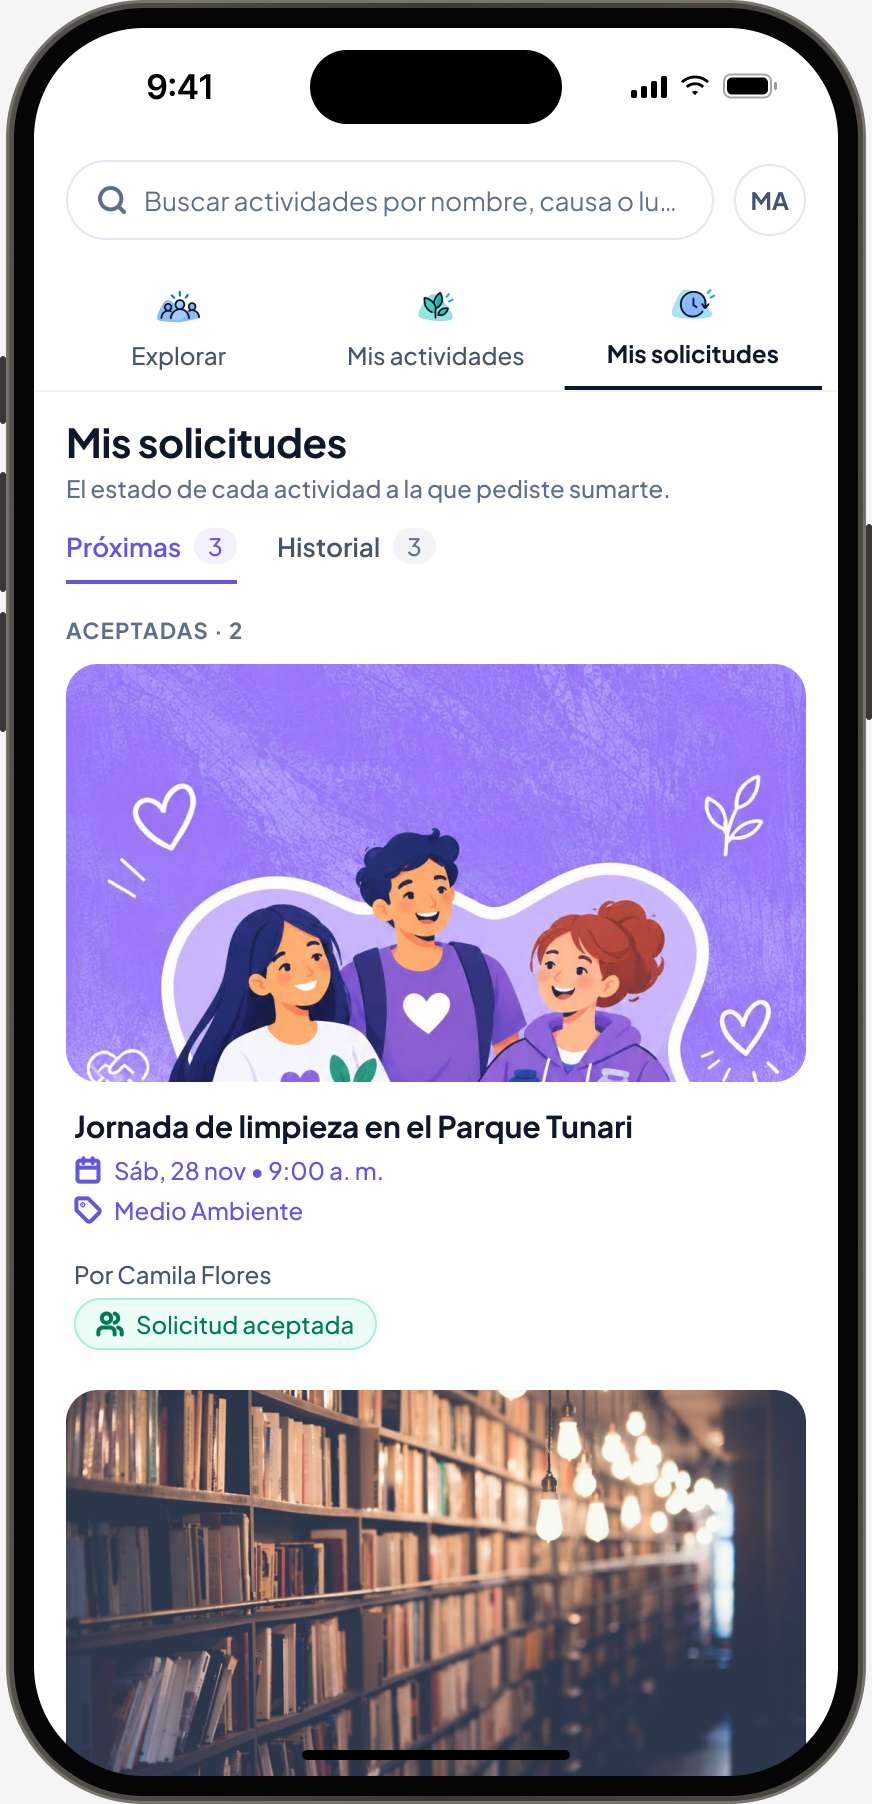 9:41
Buscar actividades por nombre, causa o lu...
MA
Explorar
Mis actividades
Mis solicitudes
Mis solicitudes
El estado de cada actividad a la que pediste sumarte.
Próximas 3
Historial 3
ACEPTADAS · 2
Jornada de limpieza en el Parque Tunari
Sáb, 28 nov • 9:00 a. m.
Medio Ambiente
Por Camila Flores
Solicitud aceptada